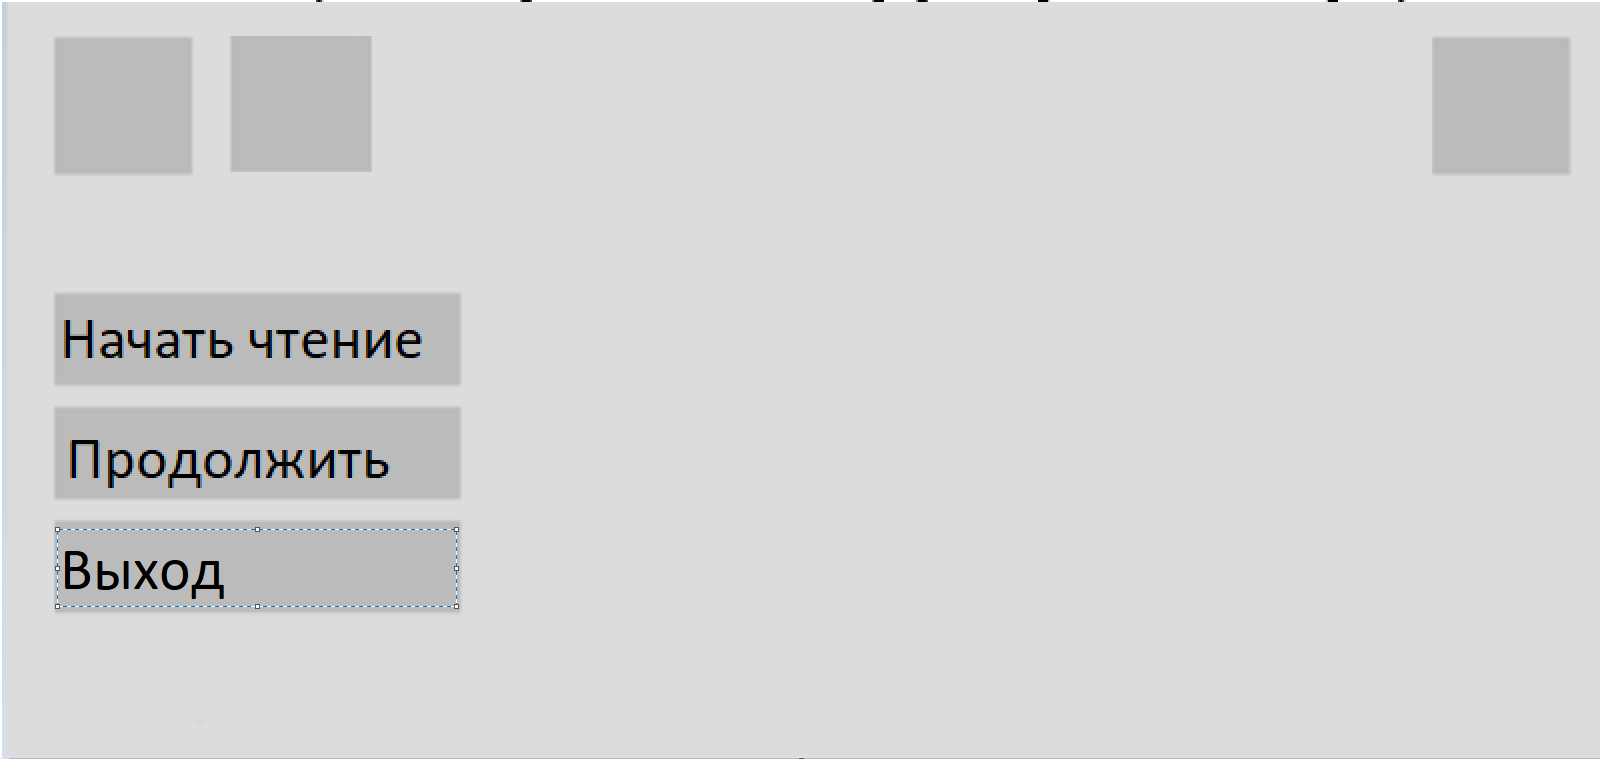 Начать чтение
Продолжить
Выход